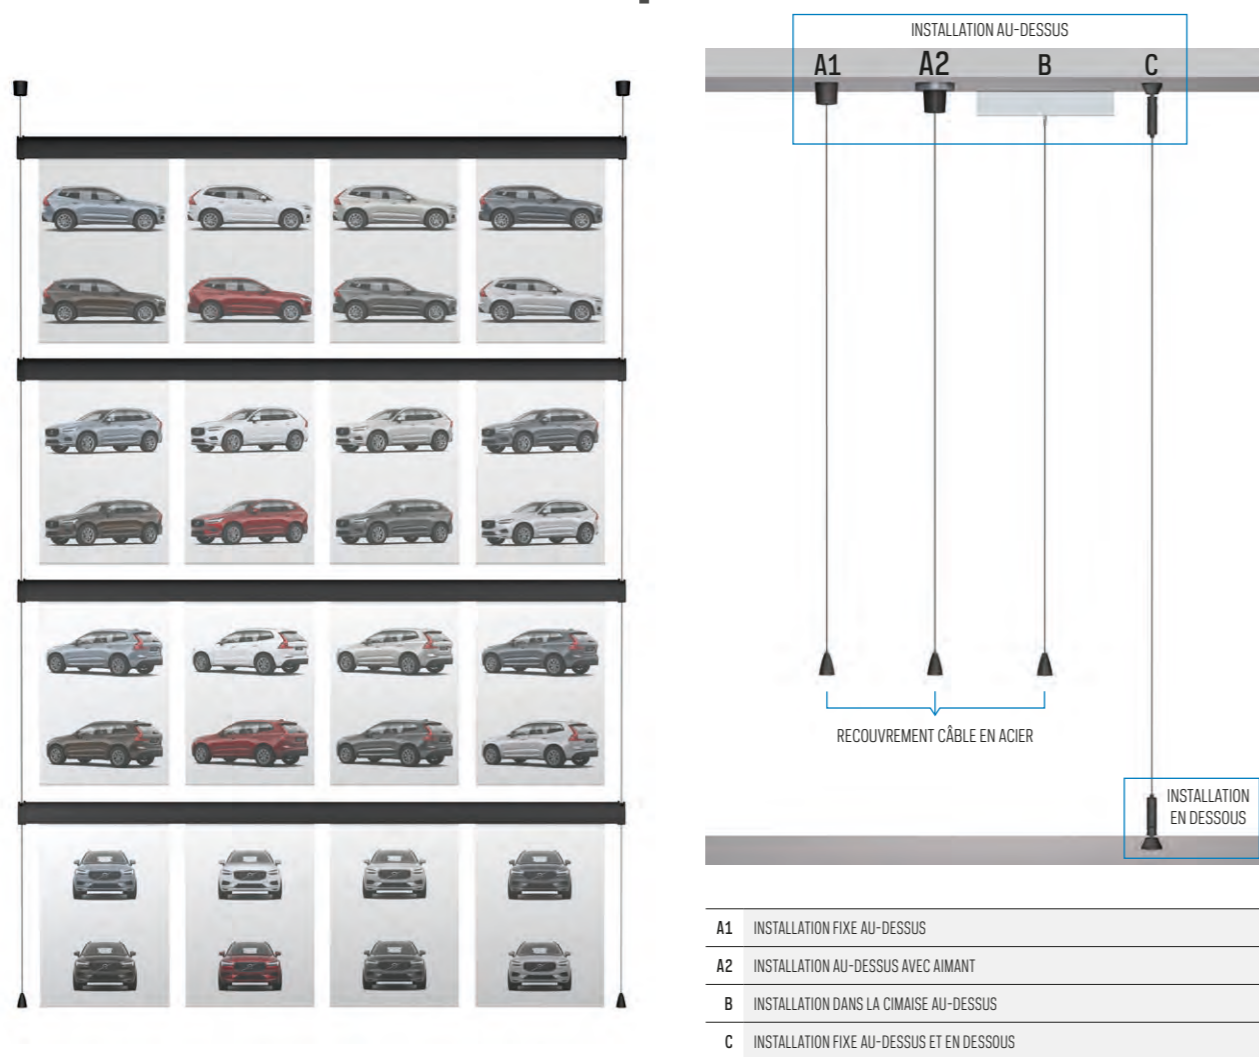 INSTALLATION AU-DESSUS
A1 A2 B C
RECOUVREMENT CÂBLE EN ACIER
INSTALLATION
EN DESSOUS
A1 INSTALLATION FIXE AU-DESSUS
A2 INSTALLATION AU-DESSUS AVEC AIMANT
B INSTALLATION DANS LA CIMAISE AU-DESSUS
C INSTALLATION FIXE AU-DESSUS ET EN DESSOUS